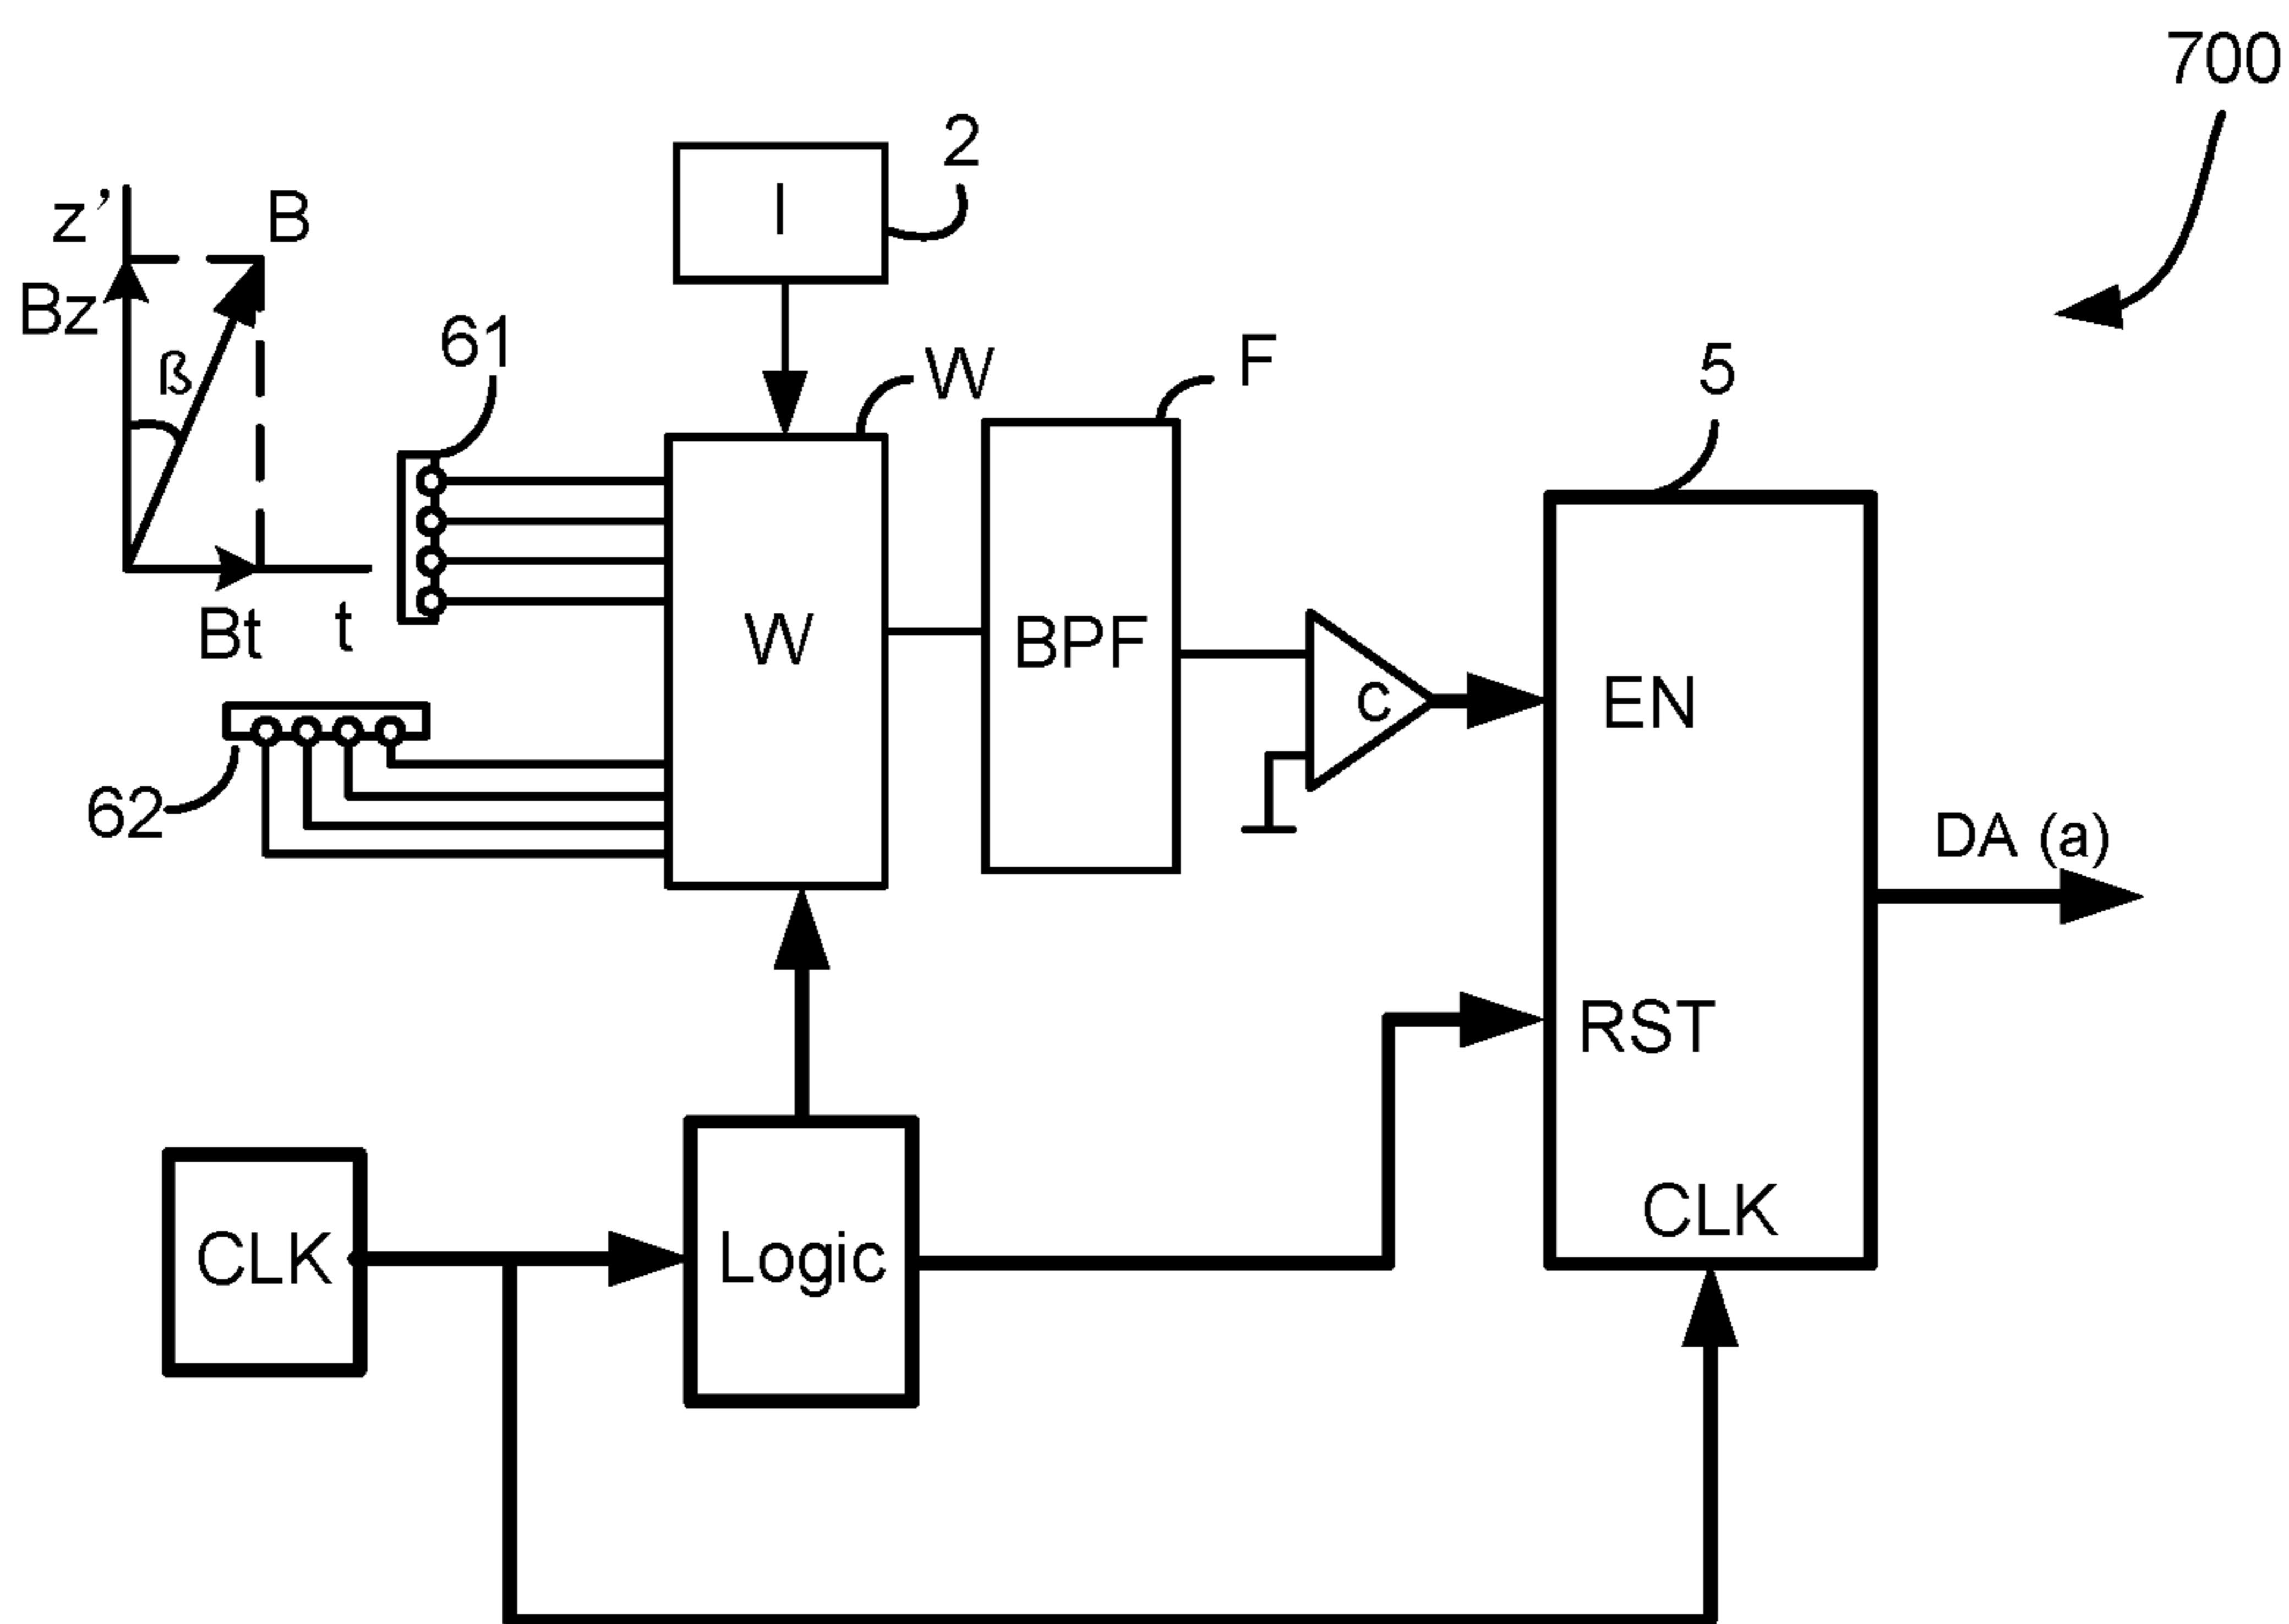 700
2
I
z’
B
Bz
61
ß
W
F
5
Bt
t
W
BPF
c
EN
62
DA (a)
RST
CLK
CLK
Logic